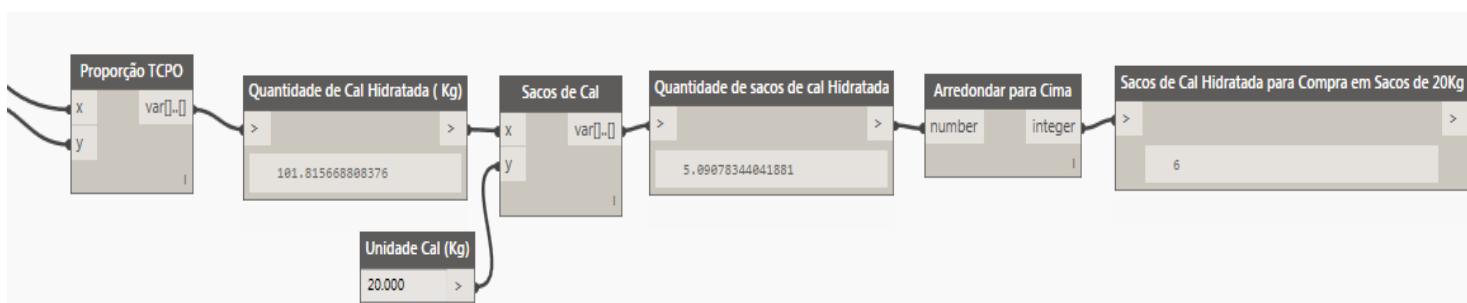 Proporção TCPO
x
var[]..[]
y
Quantidade de Cal Hidratada ( Kg)
>
>
101.815668808376
Unidade Cal (Kg)
20.000
>
Sacos de Cal
x
var[]..[]
y
Quantidade de sacos de cal Hidratada
>
>
5.09078344041881
Arredondar para Cima
number
integer
Sacos de Cal Hidratada para Compra em Sacos de 20Kg
>
>
6